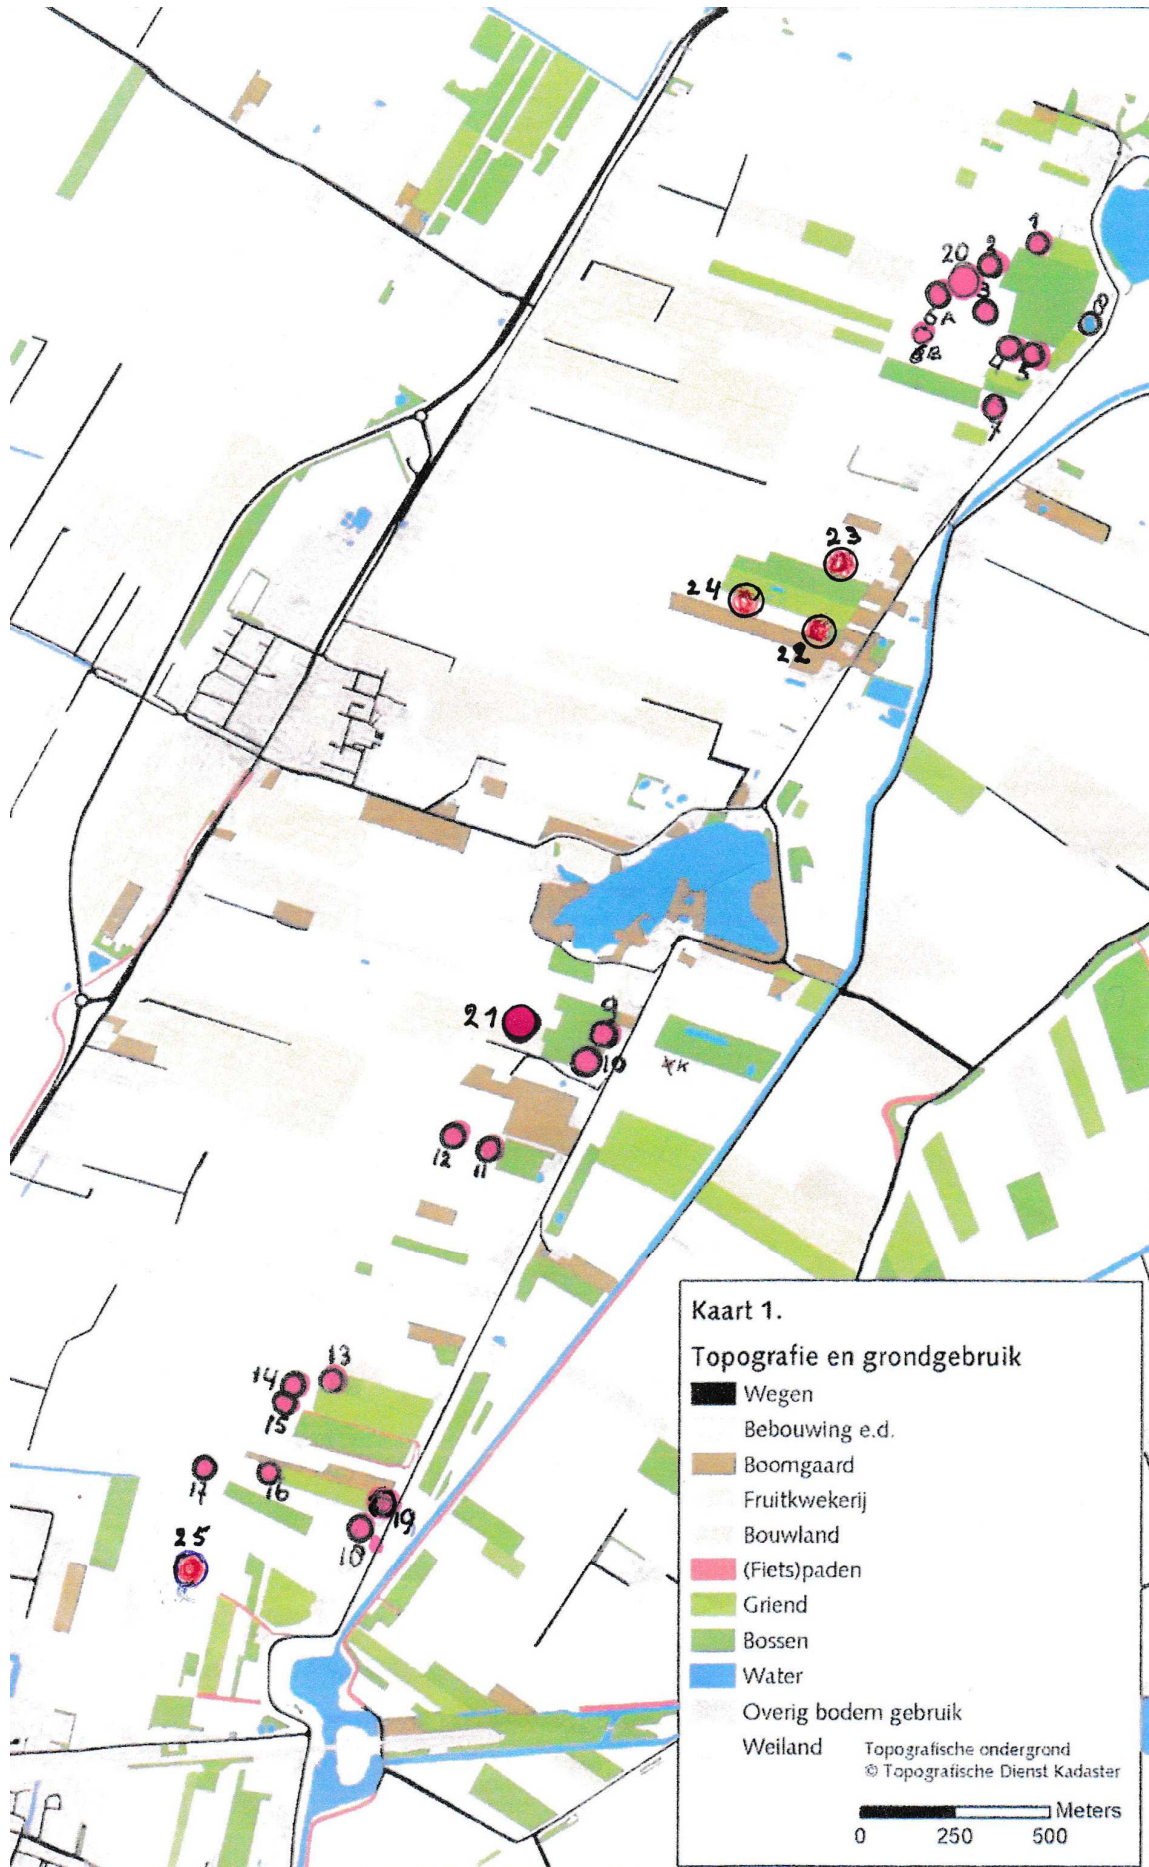 1
2
20
3
6A
4
5
7
23
24
22
9
21
10
K
12
11
13
14
15
17
16
19
18
25
Kaart 1.
Topografie en grondgebruik
Wegen
Bebouwing e.d.
Boomgaard
Fruitkwekerij
Bouwland
(Fiets)paden
Griend
Bossen
Water
Overig bodem gebruik
Weiland
Topografische ondergrond
© Topografische Dienst Kadaster
Meters
0 250 500